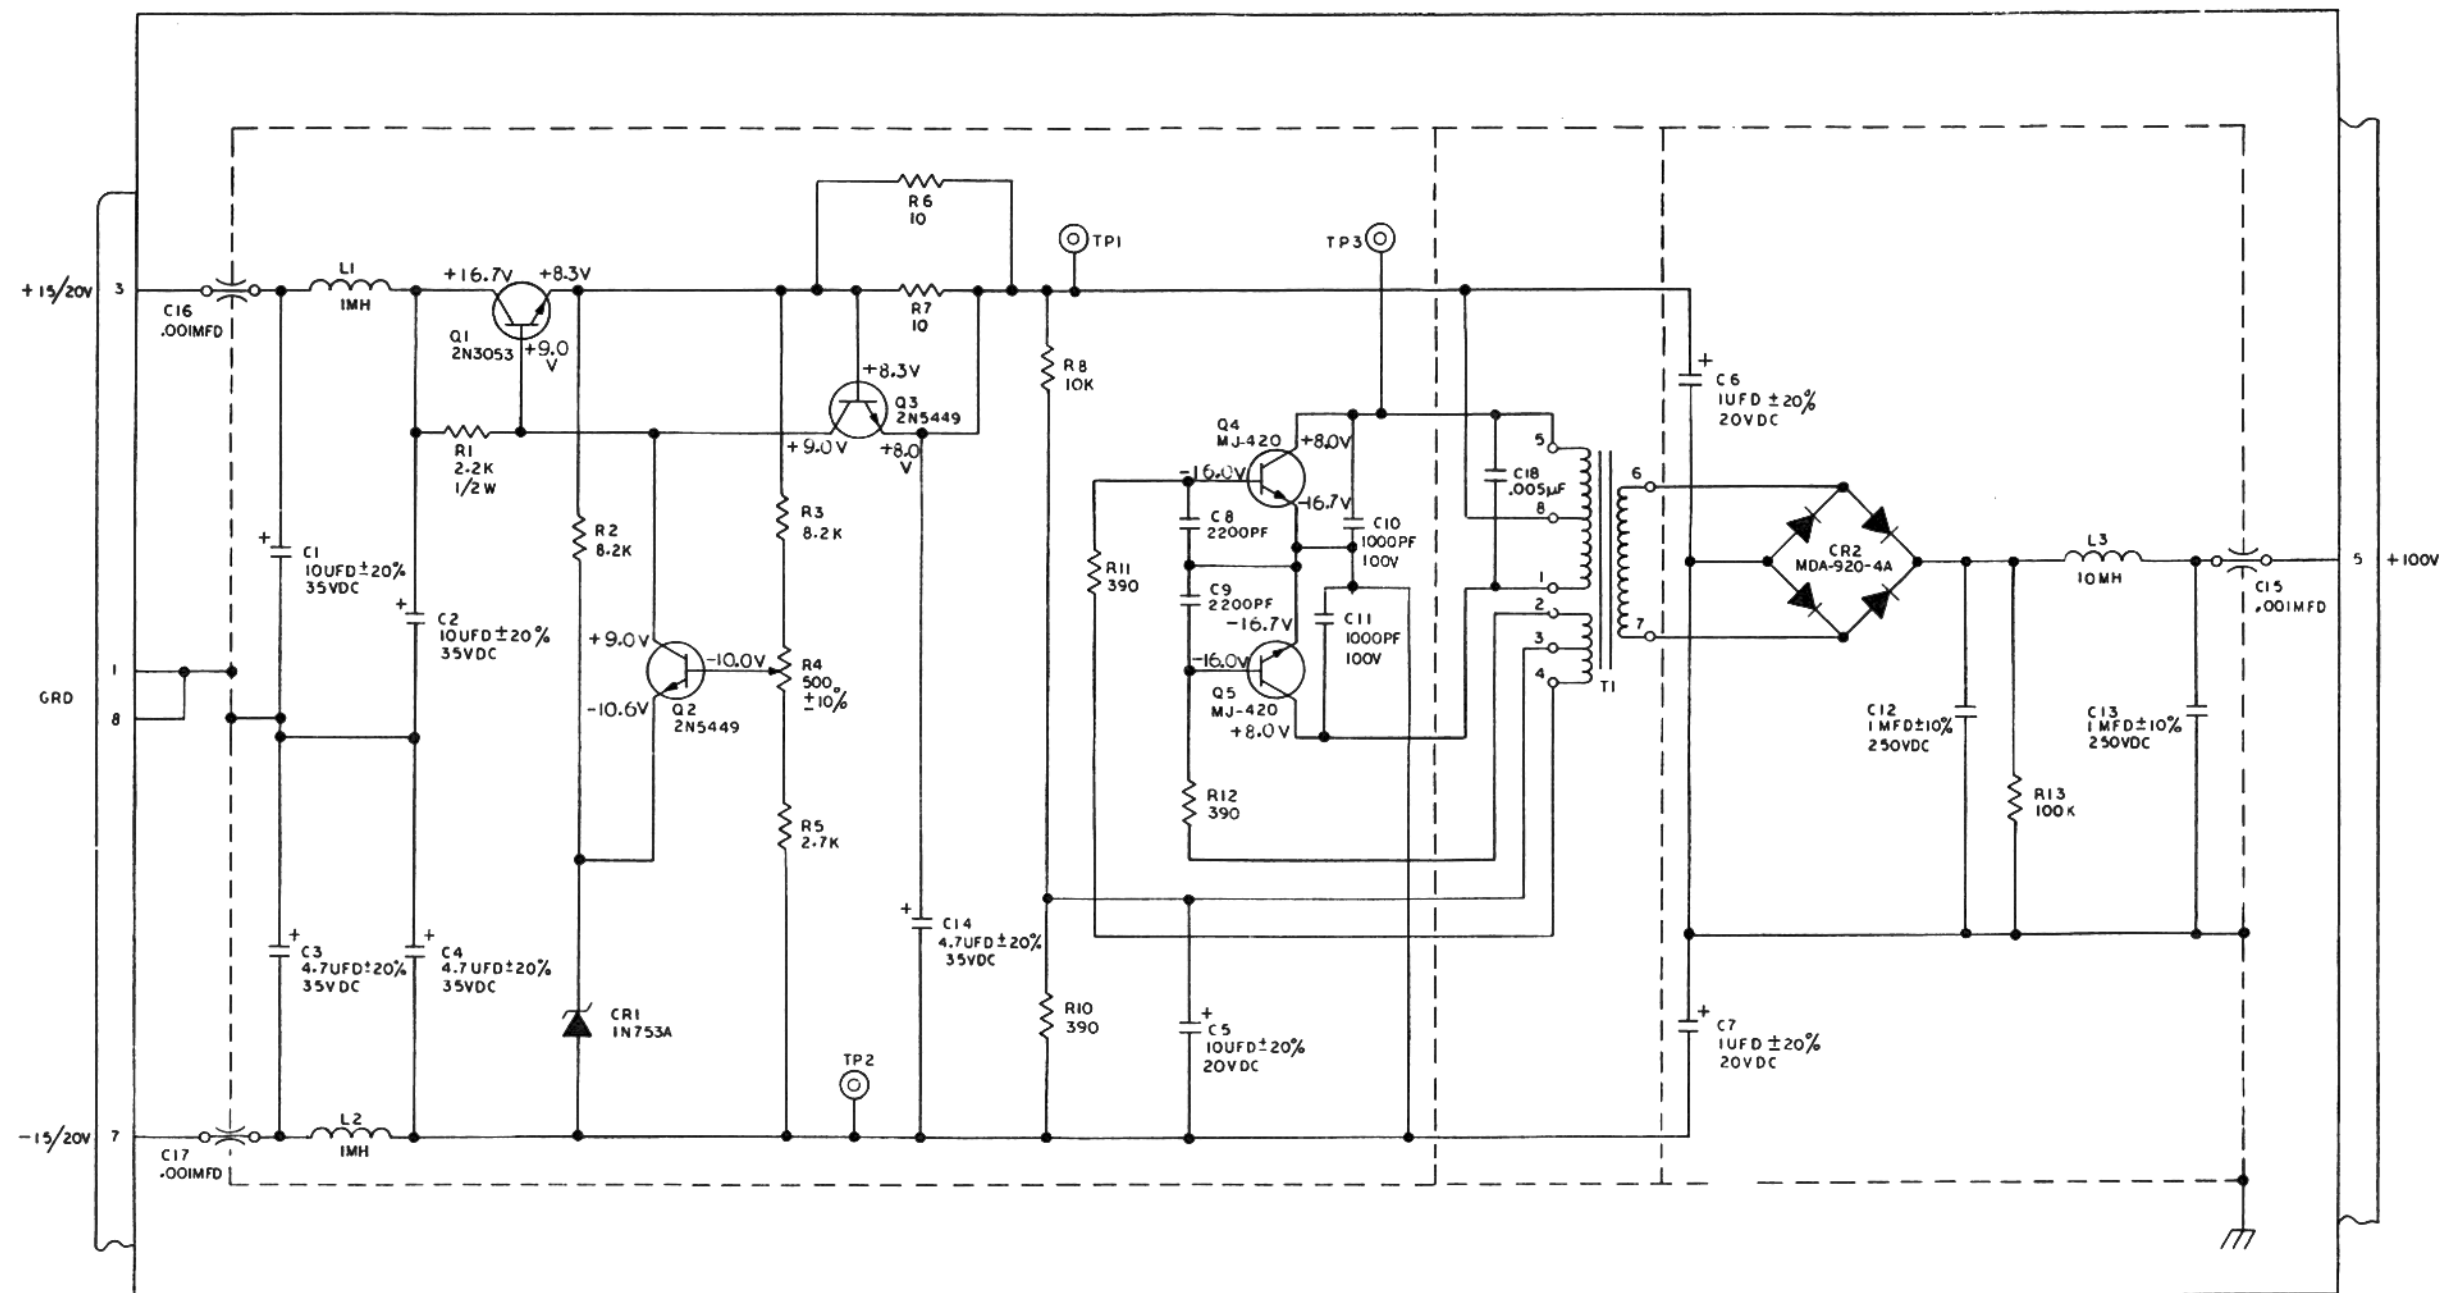 R6
10
TP1
TP3
L1
1MH
+16.7V
+8.3V
+15/20V
3
C16
.001MFD
Q1
2N3053
+9.0
V
R7
10
R8
10K
C6
1UFD ±20%
20VDC
+
+8.3V
Q3
2N5449
+9.0V
+8.0
V
R1
2.2K
1/2W
Q4
MJ-420
+8.0V
-16.0V
-16.7V
5
8
C18
.005µF
6
C8
2200PF
C10
1000PF
100V
R2
8.2K
R3
8.2K
+
C1
10UFD±20%
35VDC
R11
390
C9
2200PF
-16.7V
C11
1000PF
100V
1
2
3
4
7
T1
CR2
MDA-920-4A
L3
10MH
5
+100V
C15
.001MFD
+
C2
10UFD±20%
35VDC
+9.0V
-10.0V
R4
500
±10%
-10.6V
Q2
2N5449
-16.0V
Q5
MJ-420
+8.0V
1
GRD
8
C12
1MFD±10%
250VDC
C13
1MFD±10%
250VDC
R12
390
R5
2.7K
R13
100K
+
C3
4.7UFD±20%
35VDC
+
C4
4.7UFD±20%
35VDC
+
C14
4.7UFD±20%
35VDC
CR1
1N753A
R10
390
+
C5
10UFD±20%
20VDC
+
C7
1UFD ±20%
20VDC
TP2
L2
1MH
-15/20V
7
C17
.001MFD